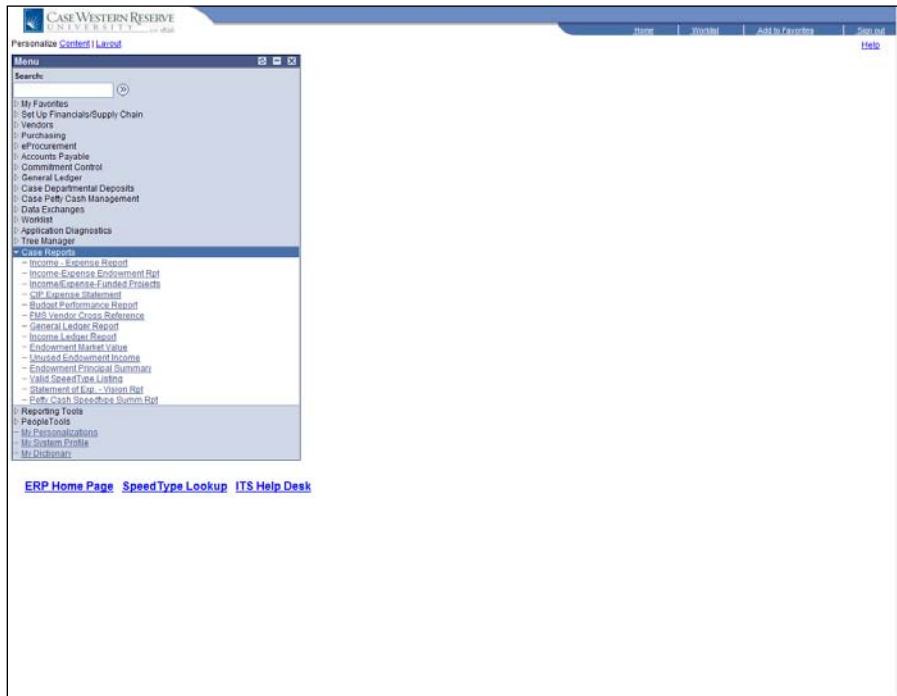 CASE WESTERN RESERVE
UNIVERSITY EST. 1826
Home | Worklist | Add to Favorites | Sign out
Personalize Content | Layout
Help
Menu
Search:
My Favorites
Set Up Financials/Supply Chain
Vendors
Purchasing
eProcurement
Accounts Payable
Commitment Control
General Ledger
Case Departmental Deposits
Case Petty Cash Management
Data Exchanges
Worklist
Application Diagnostics
Tree Manager
Case Reports
– Income - Expense Report
– Income-Expense Endowment Rpt
– Income/Expense-Funded Projects
– CIP Expense Statement
– Budget Performance Report
– FMS Vendor Cross Reference
– General Ledger Report
– Income Ledger Report
– Endowment Market Value
– Unused Endowment Income
– Endowment Principal Summary
– Valid SpeedType Listing
– Statement of Exp. - Vision Rpt
– Petty Cash Speedtype Summ Rpt
Reporting Tools
PeopleTools
– My Personalizations
– My System Profile
– My Dictionary
ERP Home Page SpeedType Lookup ITS Help Desk